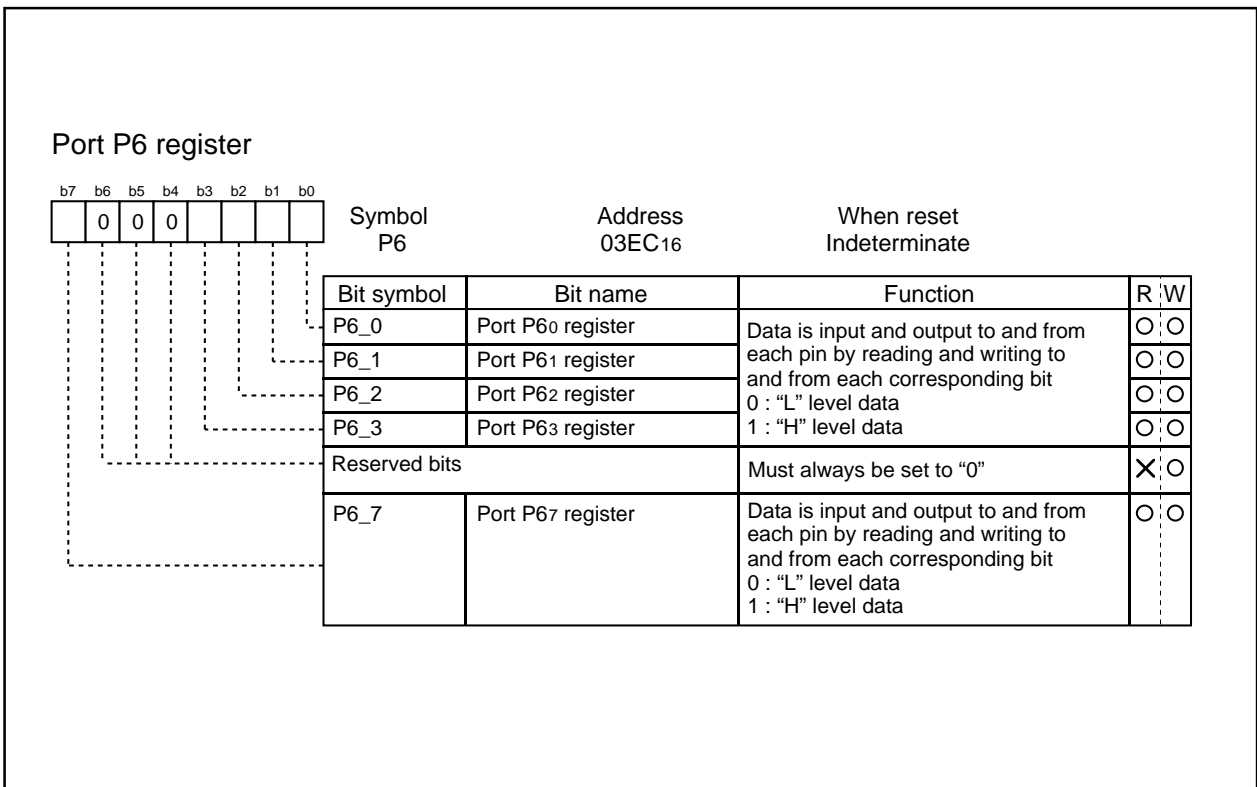 Port P6 register
b7 b6 b5 b4 b3 b2 b1 b0
0 0 0
Symbol Address When reset
P6 03EC16 Indeterminate
Bit symbol Bit name Function R W
P6_0 Port P60 register
P6_1 Port P61 register
P6_2 Port P62 register
P6_3 Port P63 register
Data is input and output to and from
each pin by reading and writing to
and from each corresponding bit
0 : “L” level data
1 : “H” level data
Reserved bits Must always be set to “0”
P6_7 Port P67 register
Data is input and output to and from
each pin by reading and writing to
and from each corresponding bit
0 : “L” level data
1 : “H” level data